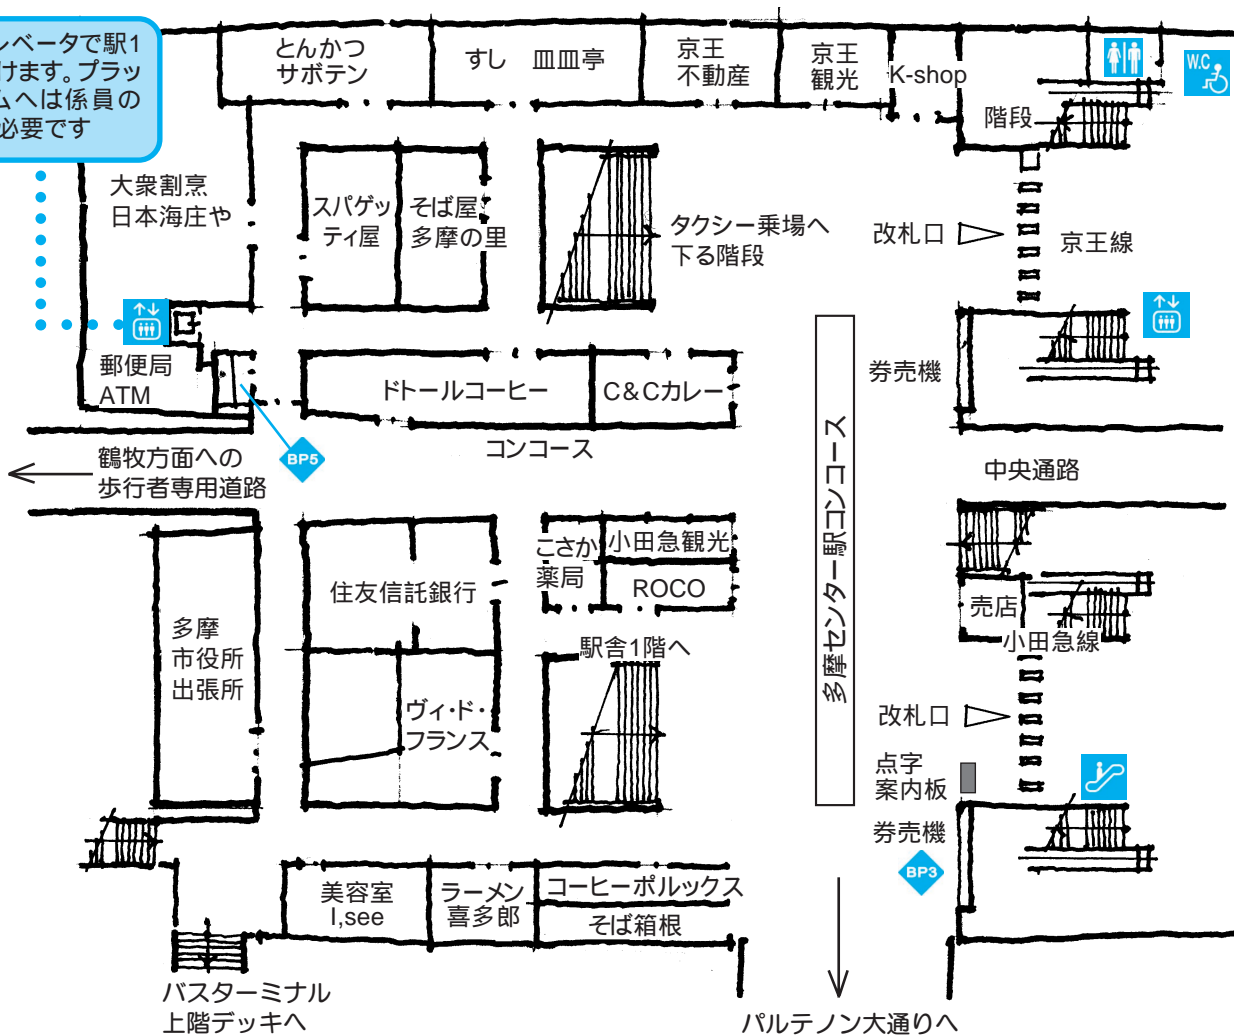 レベータで駅1
けます。プラッ
ムへは係員の
必要です
とんかつ
サボテン
すし 皿皿亭
京王
不動産
京王
観光
K-shop
W.C
階段
大衆割烹
日本海庄や
スパゲッ
ティ屋
そば屋
多摩の里
タクシー乗場へ
下る階段
改札口
京王線
郵便局
ATM
ドトールコーヒー
C&Cカレー
券売機
コンコース
BP5
鶴牧方面への
歩行者専用道路
中央通路
多摩センター駅コンコース
こさか
薬局
小田急観光
ROCO
住友信託銀行
売店
小田急線
多摩
市役所
出張所
駅舎1階へ
ヴィ・ド・
フランス
改札口
点字
案内板
券売機
BP3
美容室
I,see
ラーメン
喜多郎
コーヒーポルックス
そば箱根
バスターミナル
上階デッキへ
パルテノン大通りへ